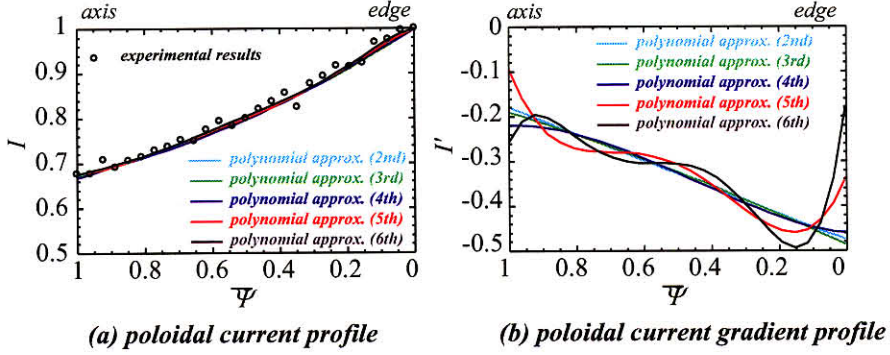 axis
edge
1
0.9
0.8
0.7
0.6
0.5
I
experimental results
polynomial approx. (2nd)
polynomial approx. (3rd)
polynomial approx. (4th)
polynomial approx. (5th)
polynomial approx. (6th)
1
0.8
0.6
0.4
0.2
0
Ψ̅
(a) poloidal current profile
axis
edge
0
-0.1
-0.2
-0.3
-0.4
-0.5
I'
polynomial approx. (2nd)
polynomial approx. (3rd)
polynomial approx. (4th)
polynomial approx. (5th)
polynomial approx. (6th)
1
0.8
0.6
0.4
0.2
0
Ψ̅
(b) poloidal current gradient profile